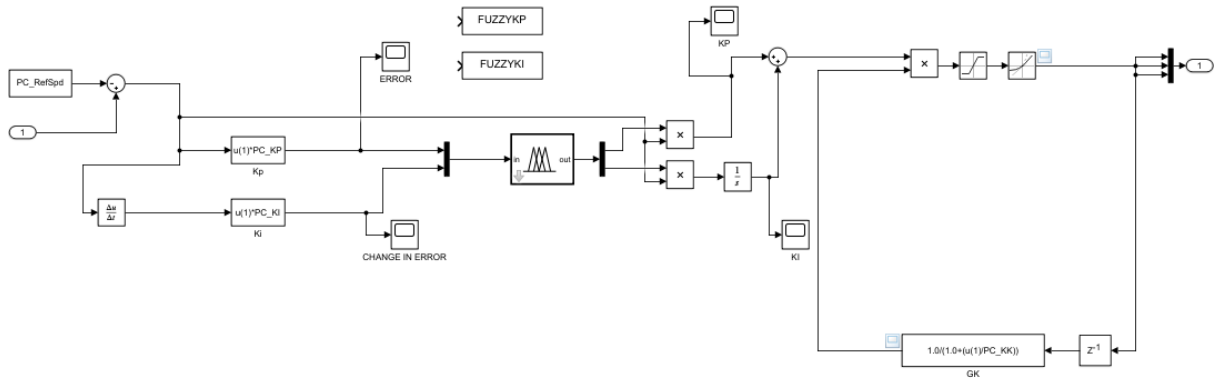 FUZZYKP
KP
FUZZYKI
ERROR
PC_RefSpd
-
+
+
+
×
1
1
u(1)*PC_KP
Kp
in
out
×
×
1
s
Δu
Δt
u(1)*PC_KI
Ki
CHANGE IN ERROR
KI
1.0/(1.0+(u(1)/PC_KK))
GK
Z-1